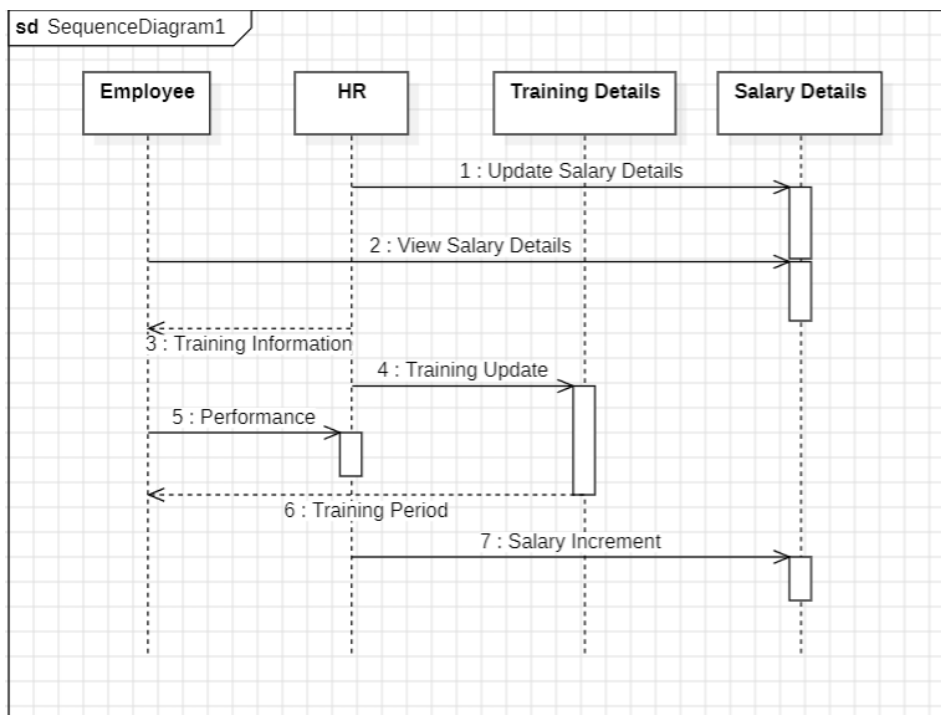 sd SequenceDiagram1
Employee
HR
Training Details
Salary Details
1 : Update Salary Details
2 : View Salary Details
3 : Training Information
4 : Training Update
5 : Performance
6 : Training Period
7 : Salary Increment